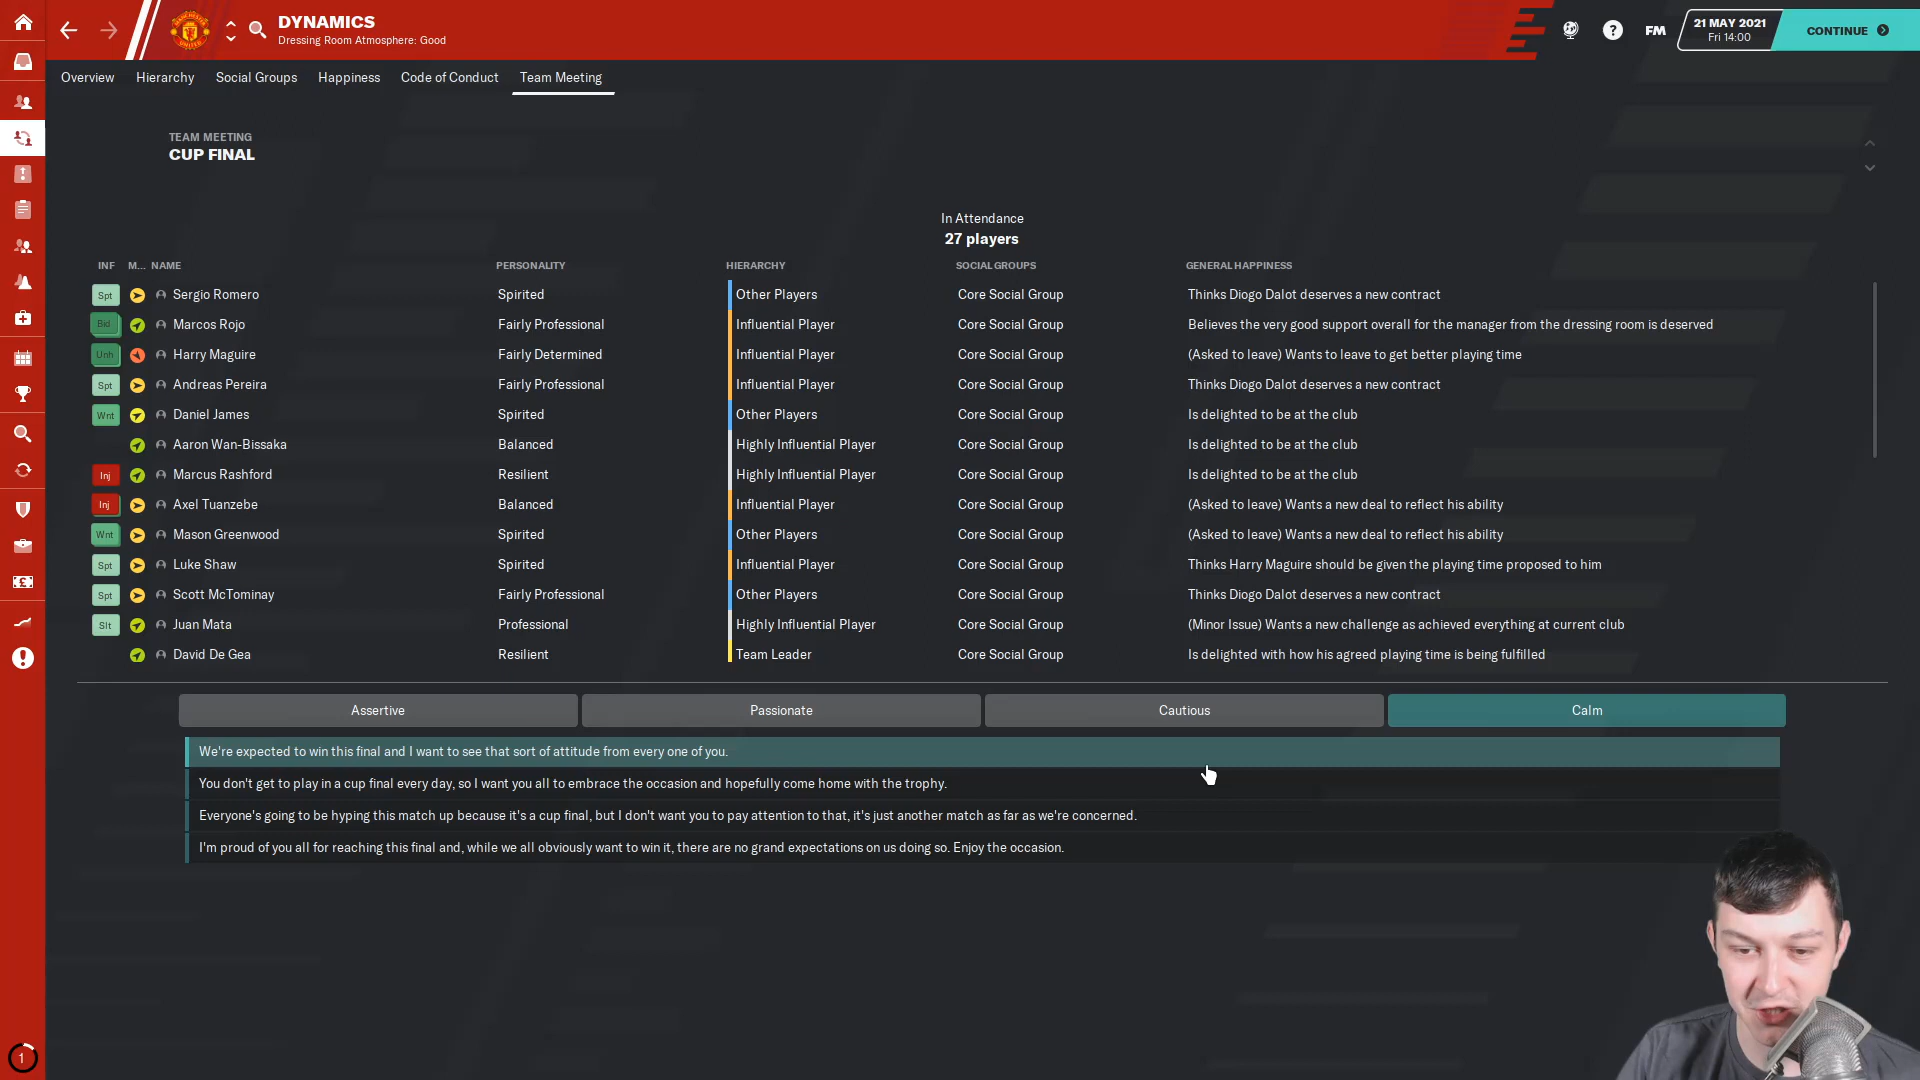 DYNAMICS
Dressing Room Atmosphere: Good
FM
21 MAY 2021
Fri 14:00
CONTINUE
Overview Hierarchy Social Groups Happiness Code of Conduct Team Meeting
TEAM MEETING
CUP FINAL
In Attendance
27 players
INF M... NAME PERSONALITY HIERARCHY SOCIAL GROUPS GENERAL HAPPINESS
Spt Sergio Romero Spirited Other Players Core Social Group Thinks Diogo Dalot deserves a new contract
Bid Marcos Rojo Fairly Professional Influential Player Core Social Group Believes the very good support overall for the manager from the dressing room is deserved
Unh Harry Maguire Fairly Determined Influential Player Core Social Group (Asked to leave) Wants to leave to get better playing time
Spt Andreas Pereira Fairly Professional Influential Player Core Social Group Thinks Diogo Dalot deserves a new contract
Wnt Daniel James Spirited Other Players Core Social Group Is delighted to be at the club
Aaron Wan-Bissaka Balanced Highly Influential Player Core Social Group Is delighted to be at the club
Inj Marcus Rashford Resilient Highly Influential Player Core Social Group Is delighted to be at the club
Inj Axel Tuanzebe Balanced Influential Player Core Social Group (Asked to leave) Wants a new deal to reflect his ability
Wnt Mason Greenwood Spirited Other Players Core Social Group (Asked to leave) Wants a new deal to reflect his ability
Spt Luke Shaw Spirited Influential Player Core Social Group Thinks Harry Maguire should be given the playing time proposed to him
Spt Scott McTominay Fairly Professional Other Players Core Social Group Thinks Diogo Dalot deserves a new contract
Slt Juan Mata Professional Highly Influential Player Core Social Group (Minor Issue) Wants a new challenge as achieved everything at current club
David De Gea Resilient Team Leader Core Social Group Is delighted with how his agreed playing time is being fulfilled
Assertive Passionate Cautious Calm
We're expected to win this final and I want to see that sort of attitude from every one of you.
You don't get to play in a cup final every day, so I want you all to embrace the occasion and hopefully come home with the trophy.
Everyone's going to be hyping this match up because it's a cup final, but I don't want you to pay attention to that, it's just another match as far as we're concerned.
I'm proud of you all for reaching this final and, while we all obviously want to win it, there are no grand expectations on us doing so. Enjoy the occasion.
1